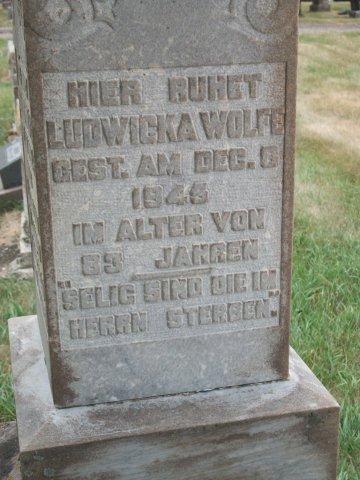 HIER RUHET
LUDWICKA WOLFE
GEST. AM DEC. 6
1945
IM ALTER VON
83 JAHREN
"SELIG SIND DIE IM
HERRN STERBEN."